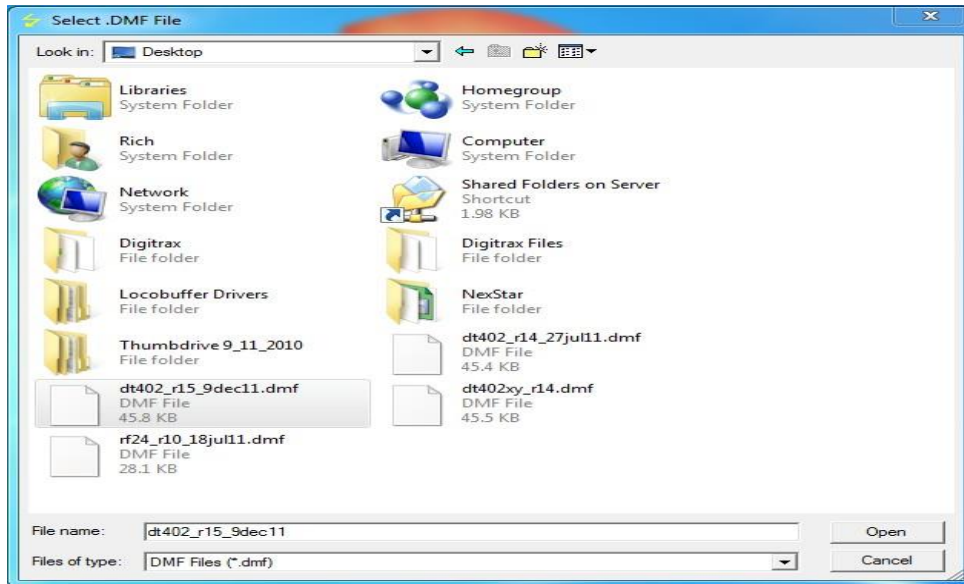 Select .DMF File
Look in: Desktop
Libraries
System Folder
Homegroup
System Folder
Rich
System Folder
Computer
System Folder
Network
System Folder
Shared Folders on Server
Shortcut
1.98 KB
Digitrax
File folder
Digitrax Files
File folder
Locobuffer Drivers
File folder
NexStar
File folder
Thumbdrive 9_11_2010
File folder
dt402_r14_27jul11.dmf
DMF File
45.4 KB
dt402_r15_9dec11.dmf
DMF File
45.8 KB
dt402xy_r14.dmf
DMF File
45.5 KB
rf24_r10_18jul11.dmf
DMF File
28.1 KB
File name: dt402_r15_9dec11 Open
Files of type: DMF Files (*.dmf) Cancel